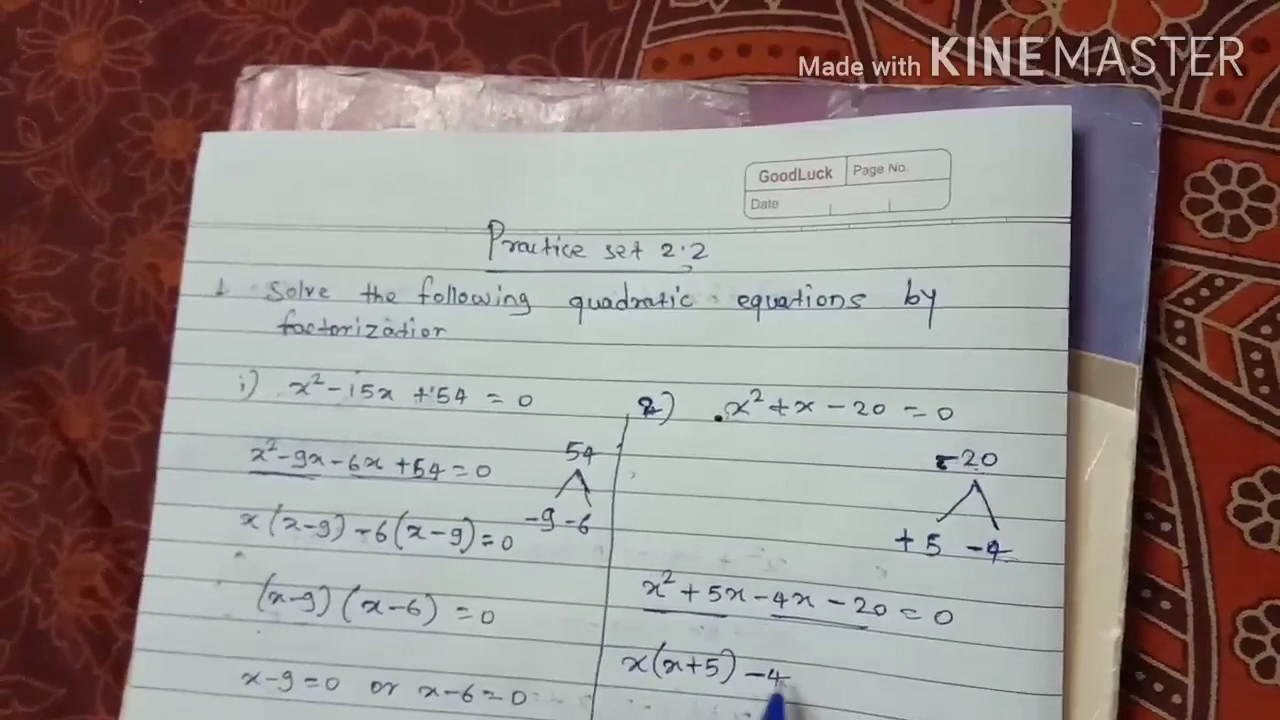 Made with KINEMASTER
GoodLuck Page No.
Date
Practice set 2.2
Solve the following quadratic equations by
factorization
i) x² - 15x + 54 = 0
x² - 9x - 6x + 54 = 0
54
-9 -6
x(x-9) - 6(x-9) = 0
(x-9) (x-6) = 0
x-9 = 0 or x-6 = 0
2) x² + x - 20 = 0
-20
+5 -4
x² + 5x - 4x - 20 = 0
x(x+5) - 4